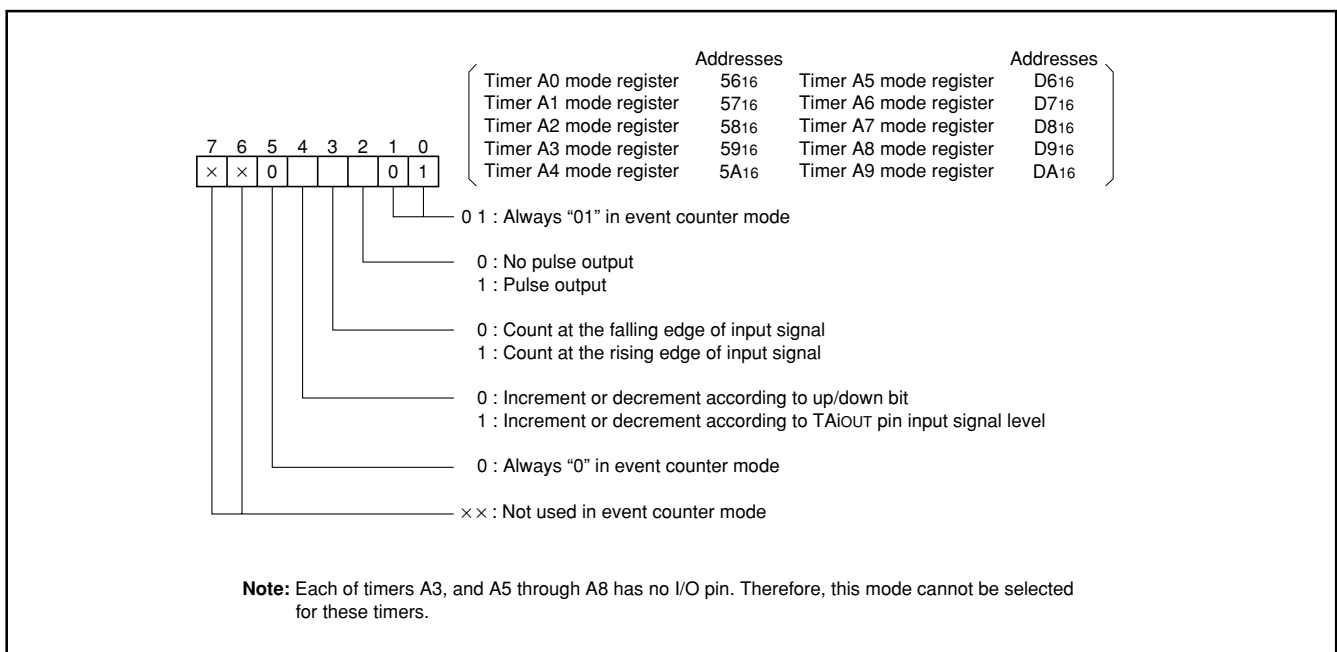 Addresses Addresses
Timer A0 mode register 5616 Timer A5 mode register D616
Timer A1 mode register 5716 Timer A6 mode register D716
Timer A2 mode register 5816 Timer A7 mode register D816
Timer A3 mode register 5916 Timer A8 mode register D916
Timer A4 mode register 5A16 Timer A9 mode register DA16
7 6 5 4 3 2 1 0
× × 0 0 1
0 1 : Always “01” in event counter mode
0 : No pulse output
1 : Pulse output
0 : Count at the falling edge of input signal
1 : Count at the rising edge of input signal
0 : Increment or decrement according to up/down bit
1 : Increment or decrement according to TAiOUT pin input signal level
0 : Always “0” in event counter mode
×× : Not used in event counter mode
Note: Each of timers A3, and A5 through A8 has no I/O pin. Therefore, this mode cannot be selected
for these timers.